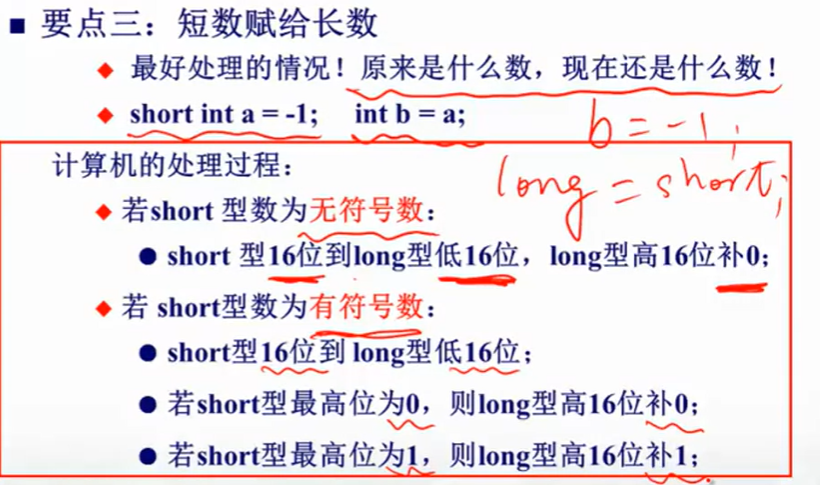 ■ 要点三：短数赋给长数
◆ 最好处理的情况！原来是什么数，现在还是什么数！
◆ short int a = -1; int b = a;
b = -1;
计算机的处理过程：
long = short;
◆ 若short 型数为无符号数：
● short 型16位到long型低16位，long型高16位补0;
◆ 若 short型数为有符号数：
● short型16位到 long型低16位；
● 若short型最高位为0，则long型高16位补0;
● 若short型最高位为1，则long型高16位补1;